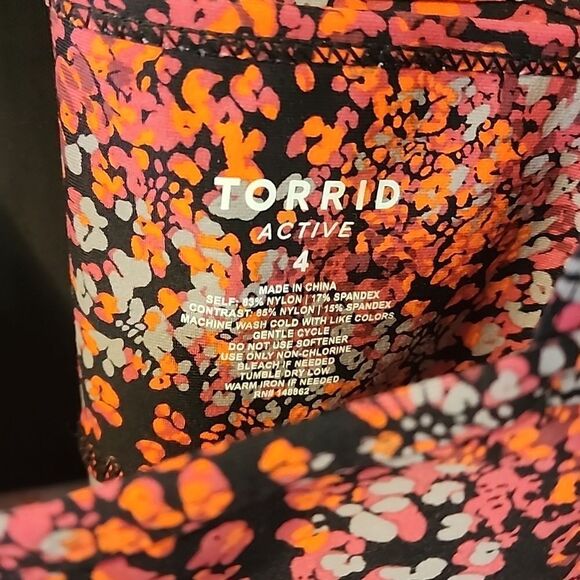 TORRID
ACTIVE
4
MADE IN CHINA
SELF: 83% NYLON | 17% SPANDEX
CONTRAST: 85% NYLON | 15% SPANDEX
MACHINE WASH COLD WITH LIKE COLORS
GENTLE CYCLE
DO NOT USE SOFTENER
USE ONLY NON-CHLORINE
BLEACH IF NEEDED
TUMBLE DRY LOW
WARM IRON IF NEEDED
RN# 148862